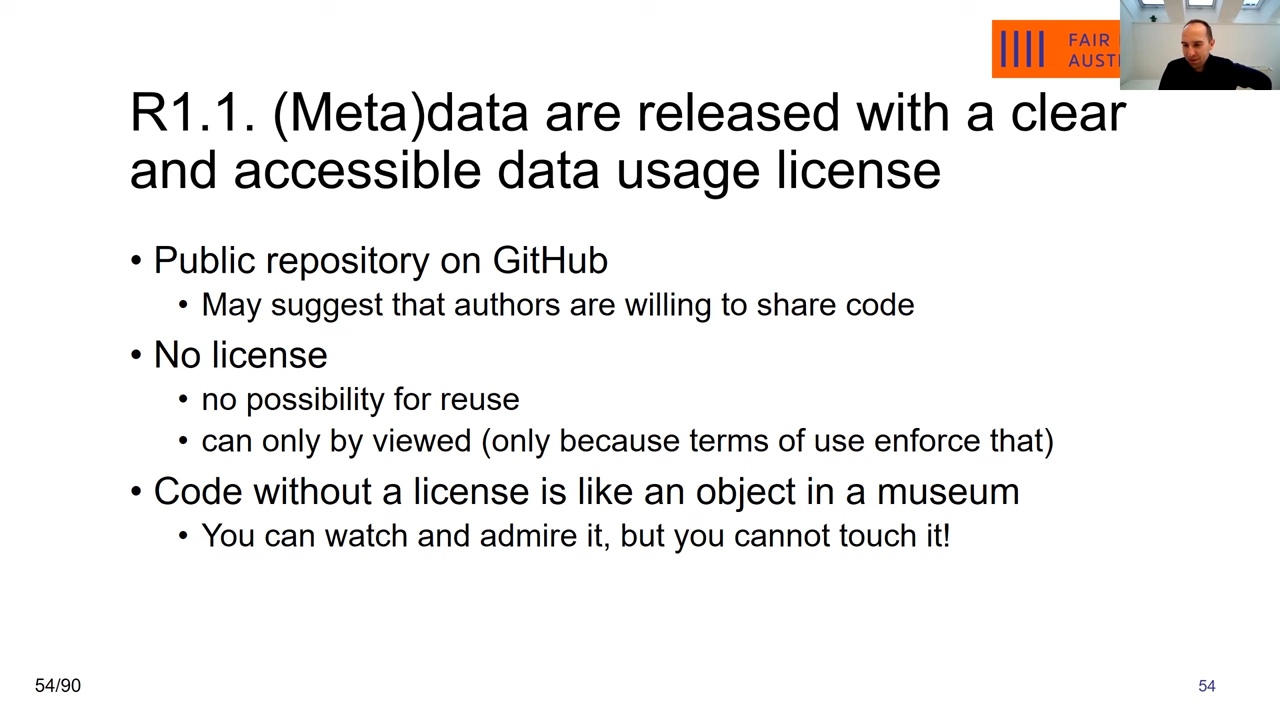 FAIR
AUST
R1.1. (Meta)data are released with a clear
and accessible data usage license
• Public repository on GitHub
• May suggest that authors are willing to share code
• No license
• no possibility for reuse
• can only by viewed (only because terms of use enforce that)
• Code without a license is like an object in a museum
• You can watch and admire it, but you cannot touch it!
54/90
54